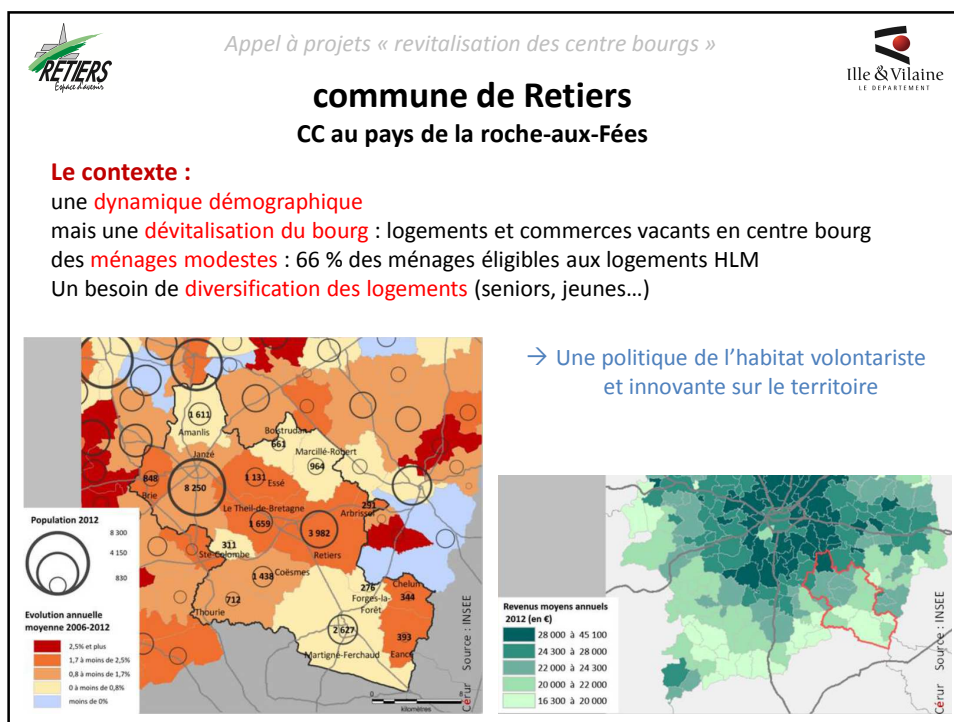 RETIERS
Espace d'avenir
Appel à projets « revitalisation des centre bourgs »
Ille & Vilaine
LE DEPARTEMENT
commune de Retiers
CC au pays de la roche-aux-Fées
Le contexte :
une dynamique démographique
mais une dévitalisation du bourg : logements et commerces vacants en centre bourg
des ménages modestes : 66 % des ménages éligibles aux logements HLM
Un besoin de diversification des logements (seniors, jeunes…)
→ Une politique de l'habitat volontariste
et innovante sur le territoire
1 611
Amanlis
Boistrudan
661
Marcillé-Robert
964
Janzé
848
Brie
8 250
1 131
Essé
Le Theil-de-Bretagne
1 659
291
Arbrissel
3 982
Retiers
311
Ste-Colombe
Coësmes
1 438
712
Thourie
276
Forges-la-
Forêt
Chelun
344
2 627
Martigné-Ferchaud
393
Eancé
Population 2012
8 300
4 150
830
Evolution annuelle
moyenne 2006-2012
2,5% et plus
1,7 à moins de 2,5%
0,8 à moins de 1,7%
0 à moins de 0,8%
moins de 0%
0
8
Kilomètres
Cérur Source : INSEE
Revenus moyens annuels
2012 (en €)
28 000 à 45 100
24 300 à 28 000
22 000 à 24 300
20 000 à 22 000
16 300 à 20 000
Cérur Source : INSEE